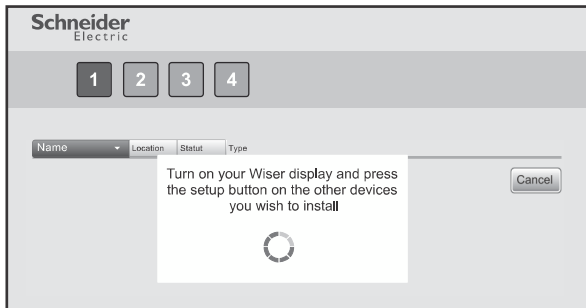 Schneider
Electric
1 2 3 4
Name Location Statut Type
Turn on your Wiser display and press
the setup button on the other devices
you wish to install
Cancel